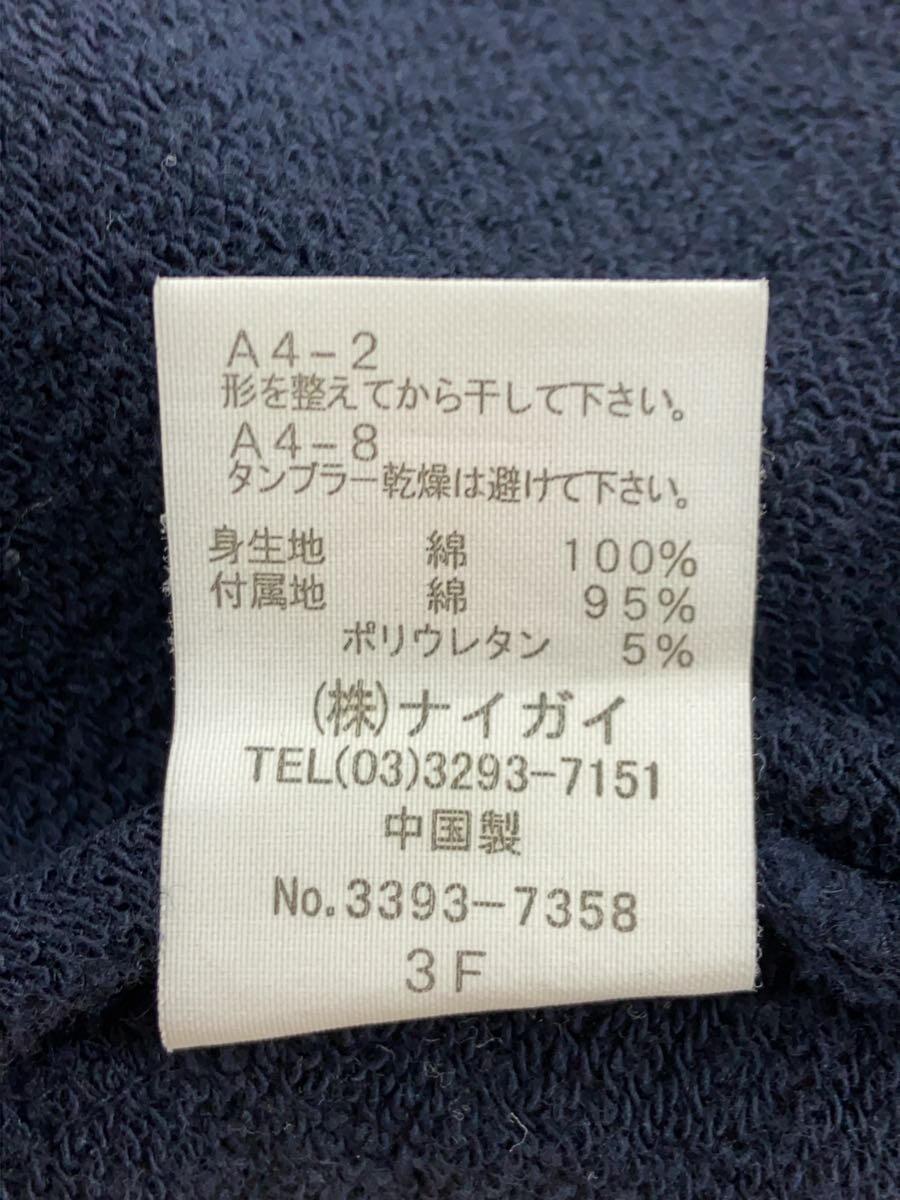 A4-2
形を整えてから干して下さい。
A4-8
タンブラー乾燥は避けて下さい。
身生地 綿 100%
付属地 綿 95%
ポリウレタン 5%
(株)ナイガイ
TEL(03)3293-7151
中国製
No.3393-7358
3F